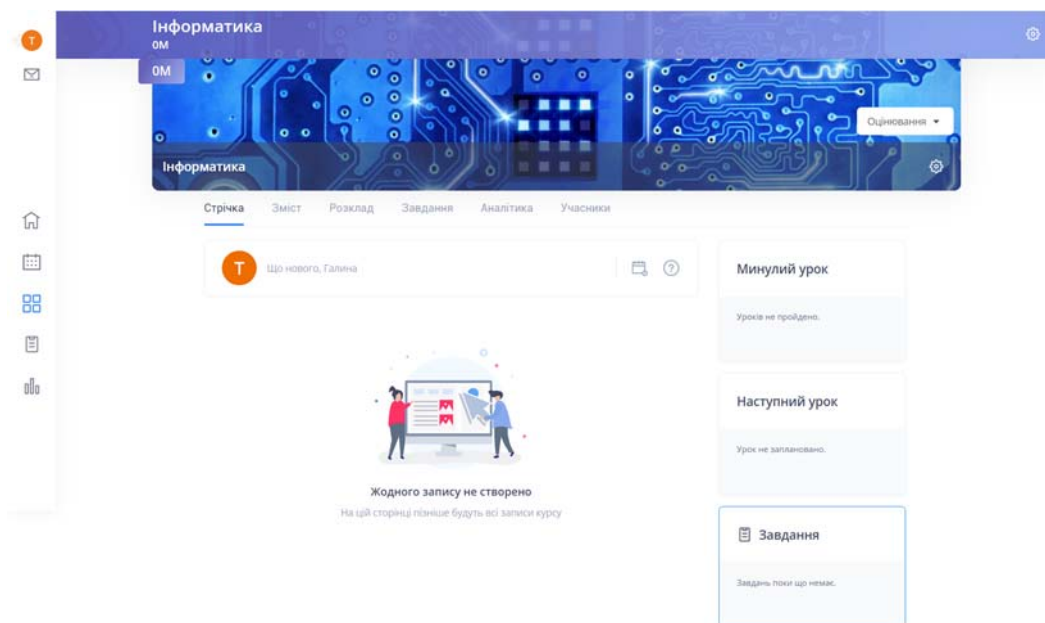 Інформатика
0М
Т
0М
Оцінювання
Інформатика
Стрічка Зміст Розклад Завдання Аналітика Учасники
Т Що нового, Галина
Минулий урок
Уроків не пройдено.
Наступний урок
Урок не заплановано.
Жодного запису не створено
На цій сторінці пізніше будуть всі записи курсу
Завдання
Завдань поки що немає.